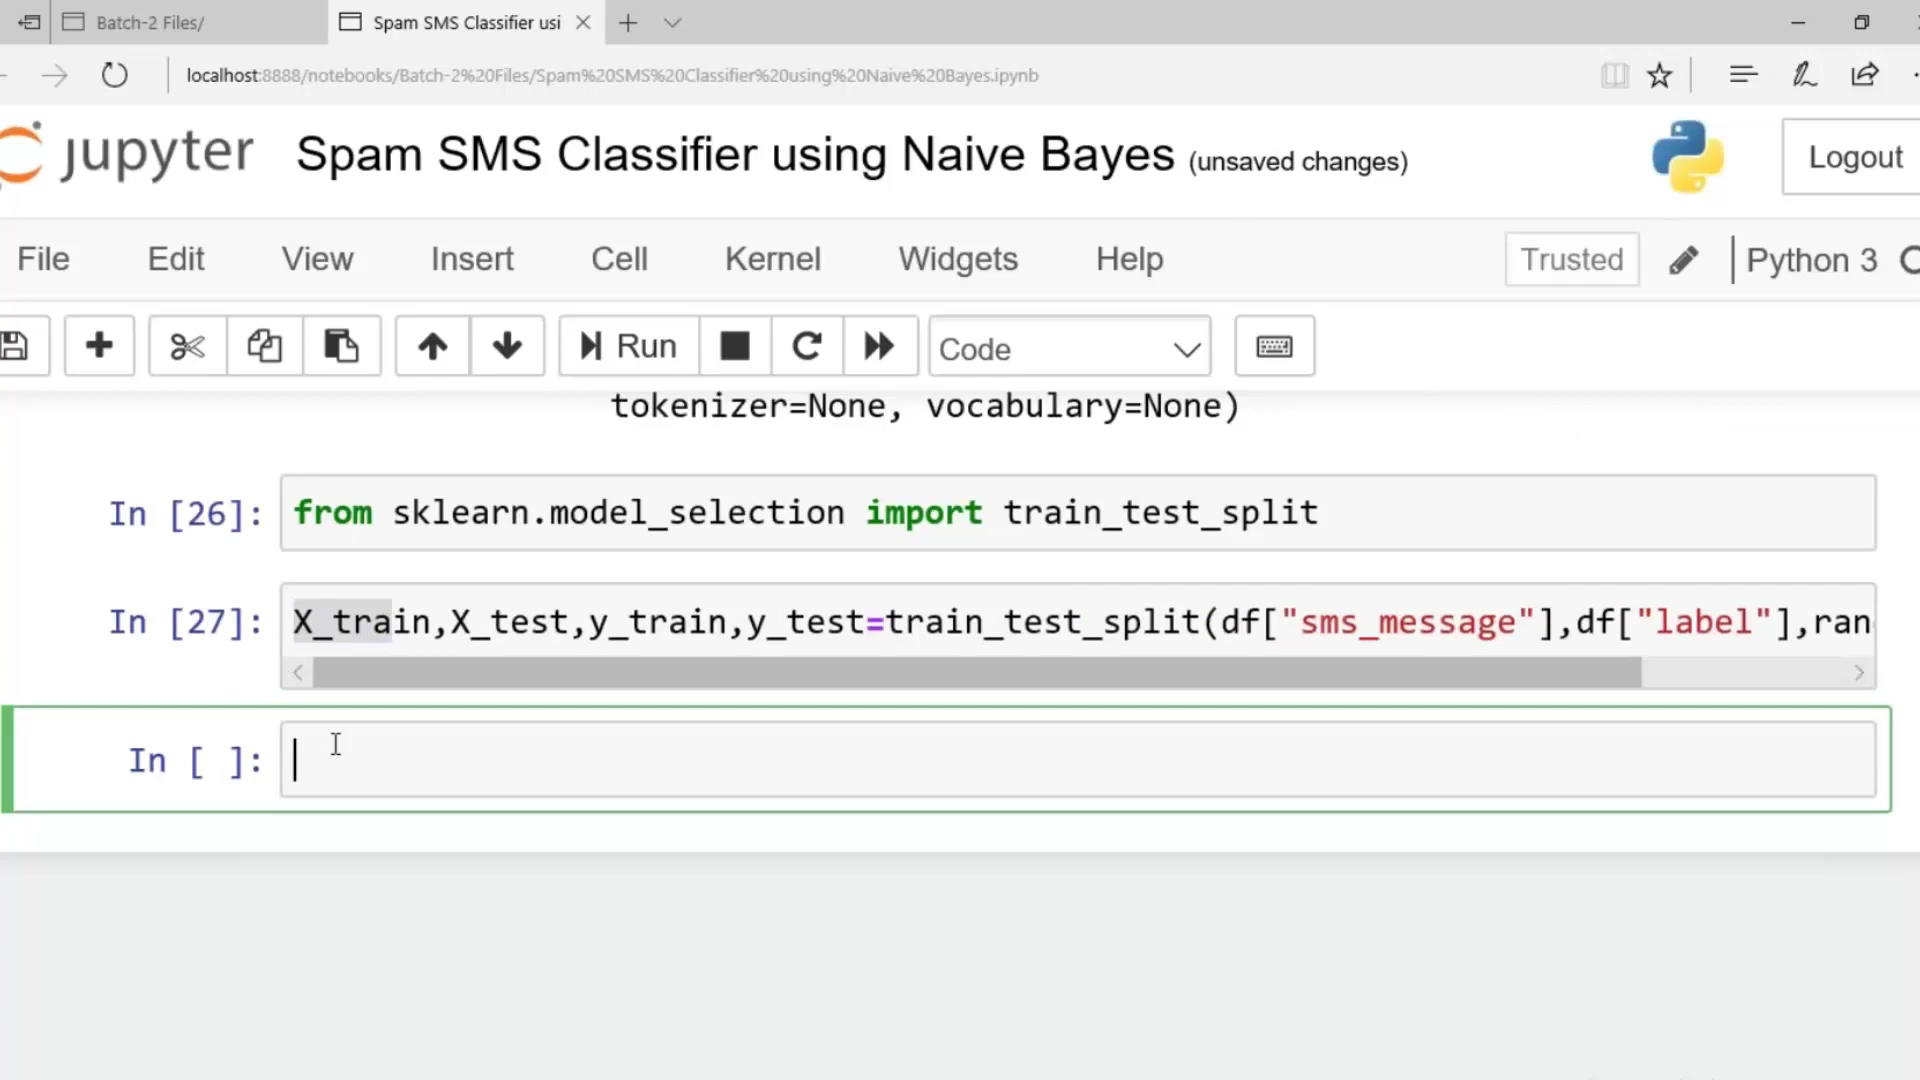 Batch-2 Files/
Spam SMS Classifier usi
localhost:8888/notebooks/Batch-2%20Files/Spam%20SMS%20Classifier%20using%20Naive%20Bayes.ipynb
jupyter Spam SMS Classifier using Naive Bayes (unsaved changes)
Logout
File Edit View Insert Cell Kernel Widgets Help Trusted Python 3
Run Code
tokenizer=None, vocabulary=None)
In [26]: from sklearn.model_selection import train_test_split
In [27]: X_train,X_test,y_train,y_test=train_test_split(df["sms_message"],df["label"],ran
In [ ]: